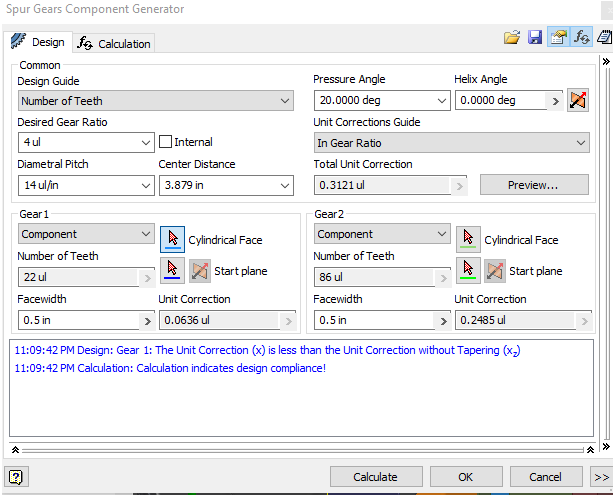 Spur Gears Component Generator
Design
Calculation
Common
Design Guide
Number of Teeth
Pressure Angle
Helix Angle
20.0000 deg
0.0000 deg
Desired Gear Ratio
4 ul
Internal
Unit Corrections Guide
In Gear Ratio
Diametral Pitch
Center Distance
Total Unit Correction
14 ul/in
3.879 in
0.3121 ul
Preview...
Gear1
Component
Cylindrical Face
Number of Teeth
Start plane
22 ul
Facewidth
Unit Correction
0.5 in
0.0636 ul
Gear2
Component
Cylindrical Face
Number of Teeth
Start plane
86 ul
Facewidth
Unit Correction
0.5 in
0.2485 ul
11:09:42 PM Design: Gear 1: The Unit Correction (x) is less than the Unit Correction without Tapering (xz)
11:09:42 PM Calculation: Calculation indicates design compliance!
Calculate
OK
Cancel
>>